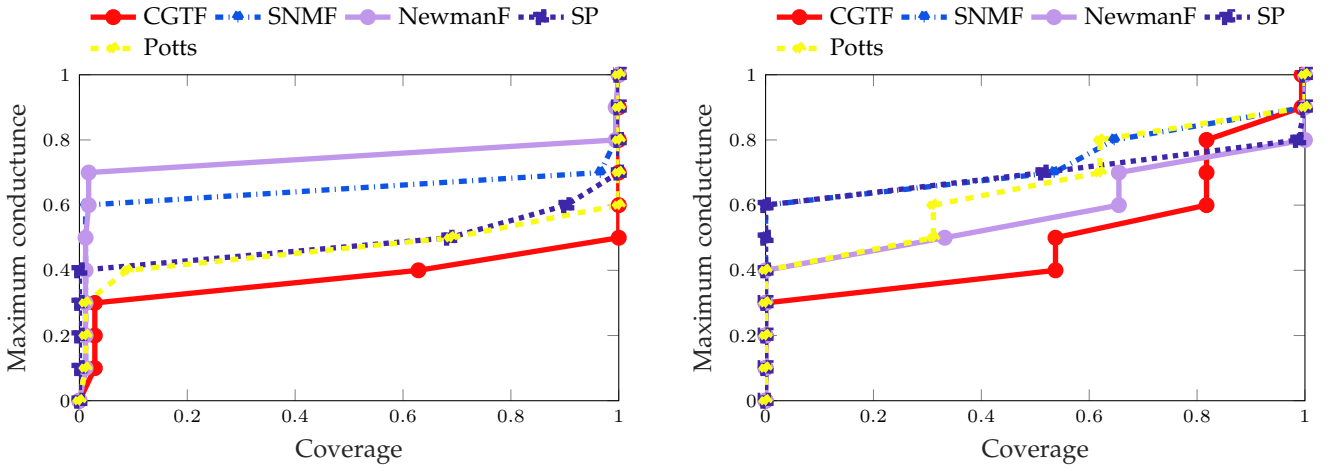 CGTF SNMF NewmanF SP
Potts
1
0.8
0.6
0.4
0.2
0
0 0.2 0.4 0.6 0.8 1
Maximum conductunce
Coverage
CGTF SNMF NewmanF SP
Potts
1
0.8
0.6
0.4
0.2
0
0 0.2 0.4 0.6 0.8 1
Maximum conductance
Coverage